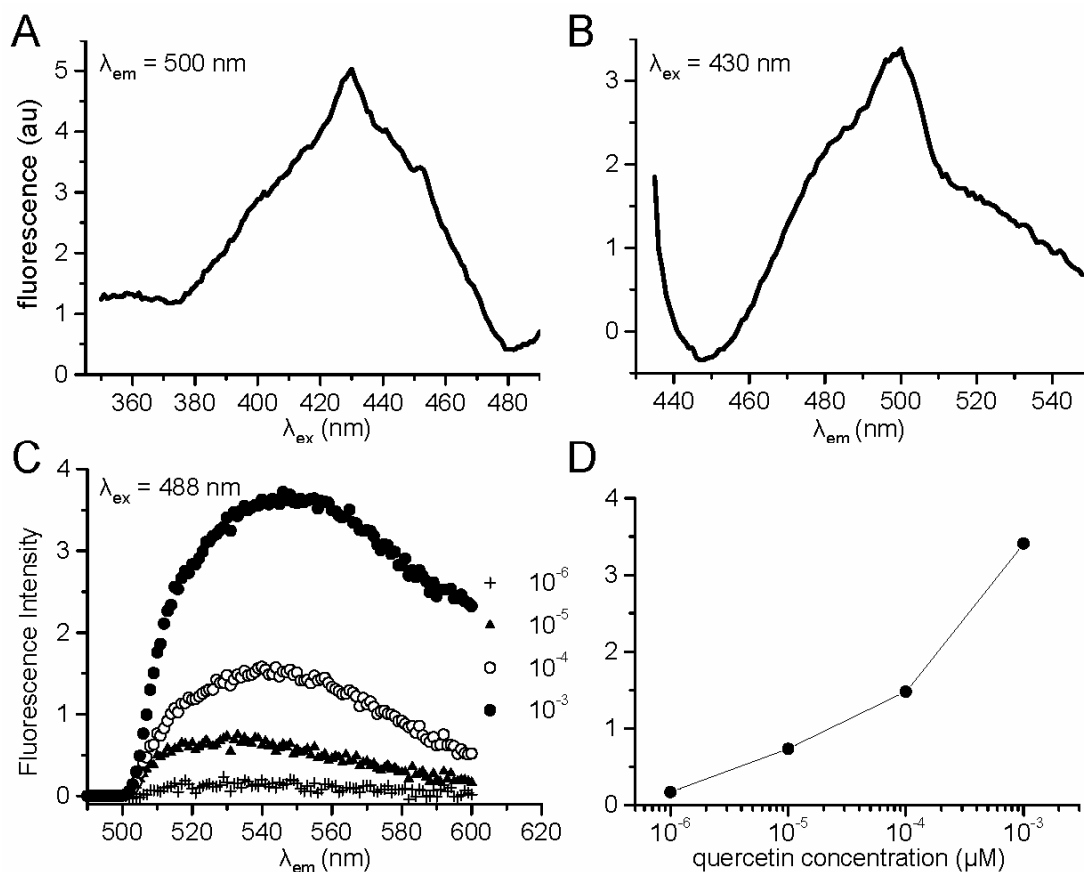 A
λem = 500 nm
fluorescence (au)
5
4
3
2
1
0
360 380 400 420 440 460 480
λex (nm)
B
λex = 430 nm
3
2
1
0
440 460 480 500 520 540
λem (nm)
C
λex = 488 nm
Fluorescence Intensity
4
3
2
1
0
10-6
10-5
10-4
10-3
500 520 540 560 580 600 620
λem (nm)
D
4
3
2
1
0
10-6 10-5 10-4 10-3
quercetin concentration (µM)